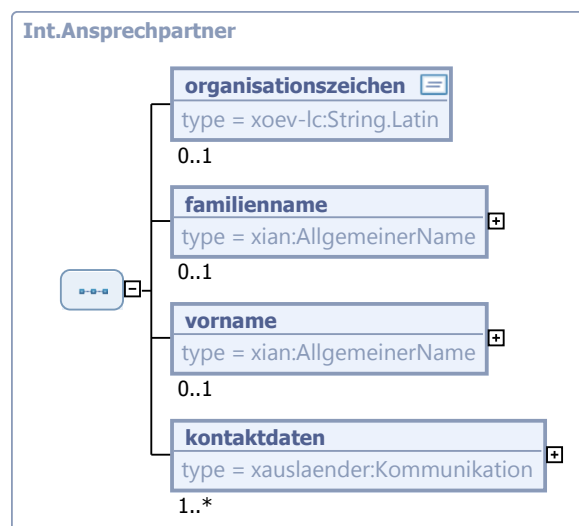 Int.Ansprechpartner
organisationszeichen
type = xoev-lc:String.Latin
0..1
familienname
type = xian:AllgemeinerName
0..1
vorname
type = xian:AllgemeinerName
0..1
kontaktdaten
type = xauslaender:Kommunikation
1..*